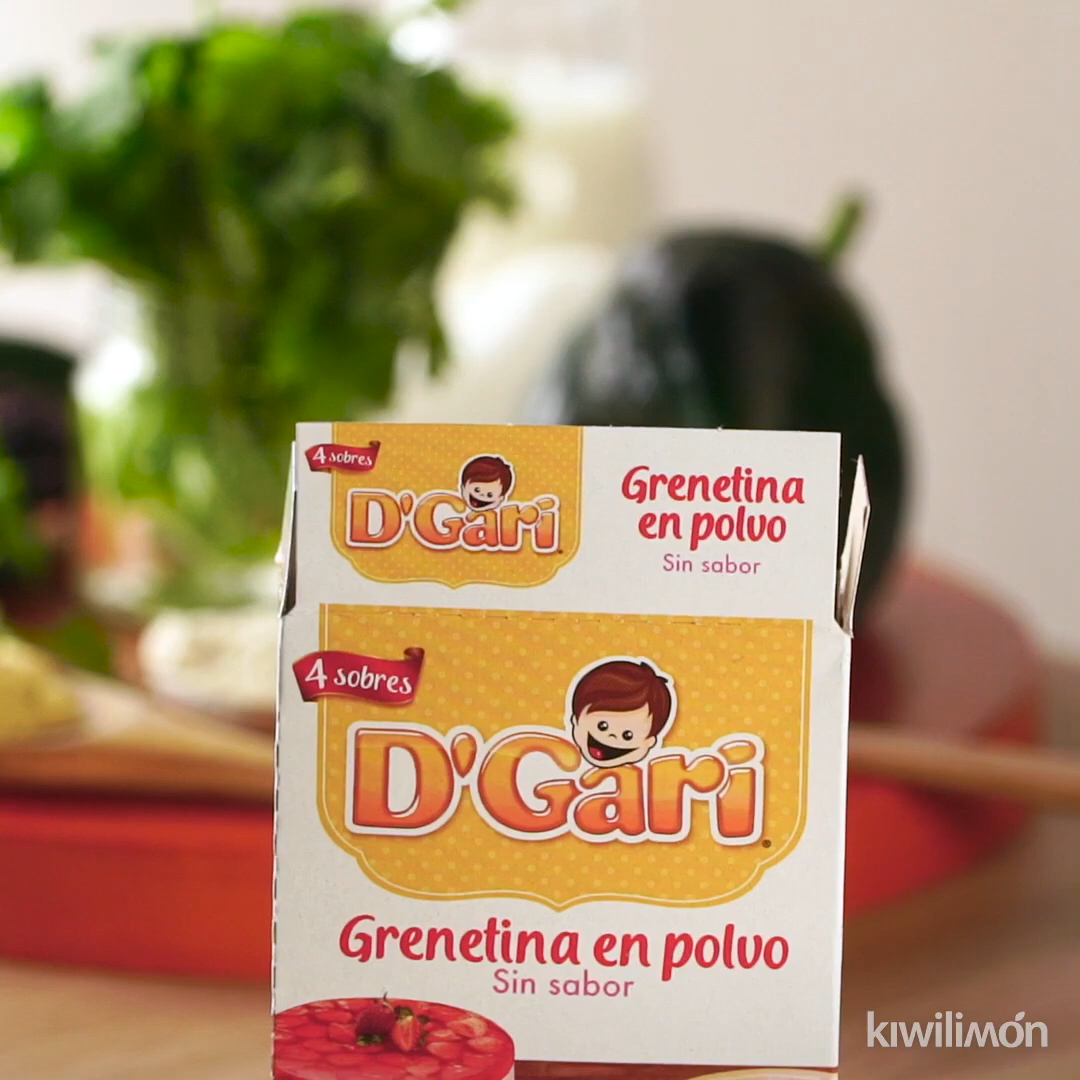 4 sobres
D'Gari
Grenetina
en polvo
Sin sabor
4 sobres
D'Gari®
Grenetina en polvo
Sin sabor
kiwilimón